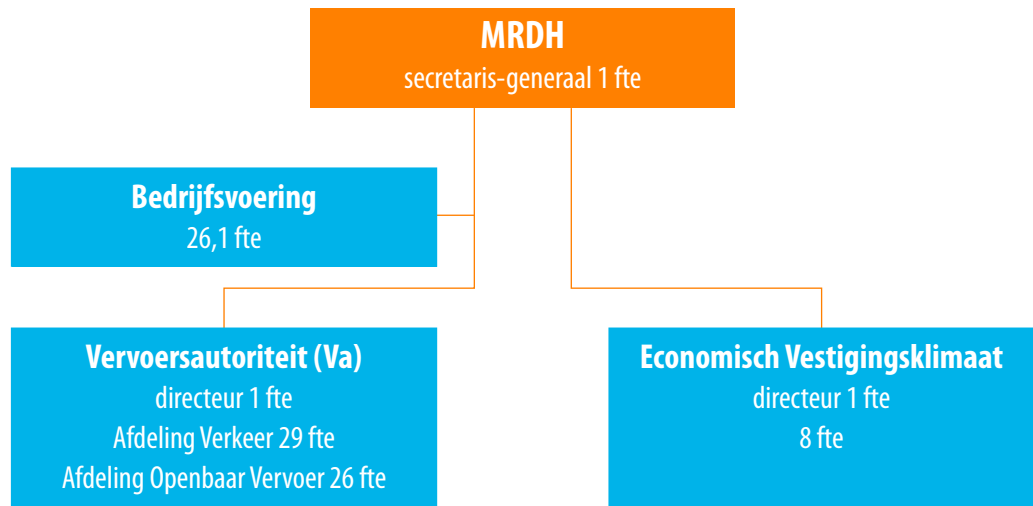 MRDH
secretaris-generaal 1 fte
Bedrijfsvoering
26,1 fte
Vervoersautoriteit (Va)
directeur 1 fte
Afdeling Verkeer 29 fte
Afdeling Openbaar Vervoer 26 fte
Economisch Vestigingsklimaat
directeur 1 fte
8 fte